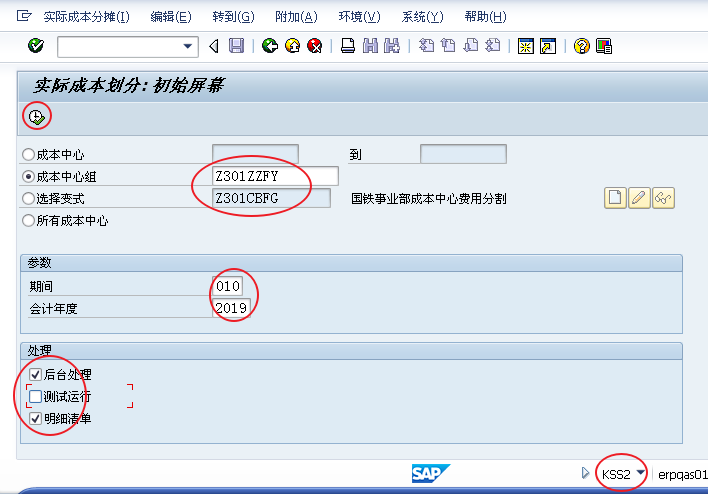 实际成本分摊(I) 编辑(E) 转到(G) 附加(A) 环境(V) 系统(Y) 帮助(H)
实际成本划分:初始屏幕
成本中心 到
成本中心组 Z301ZZFY
选择变式 Z301CBFG 国铁事业部成本中心费用分割
所有成本中心
参数
期间 010
会计年度 2019
处理
后台处理
测试运行
明细清单
SAP KSS2 erpqas01